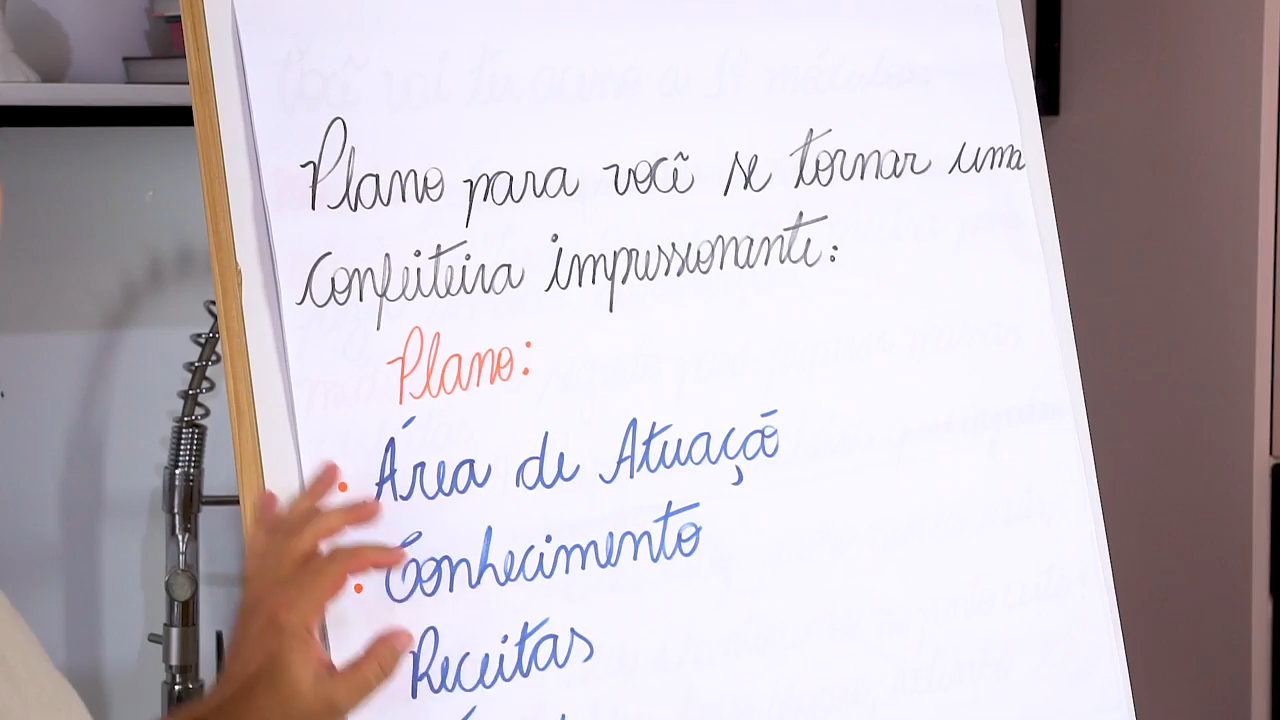 Plano para você se tornar uma
confeiteira impressionante:
Plano:
• Área de Atuação
• Conhecimento
Receitas